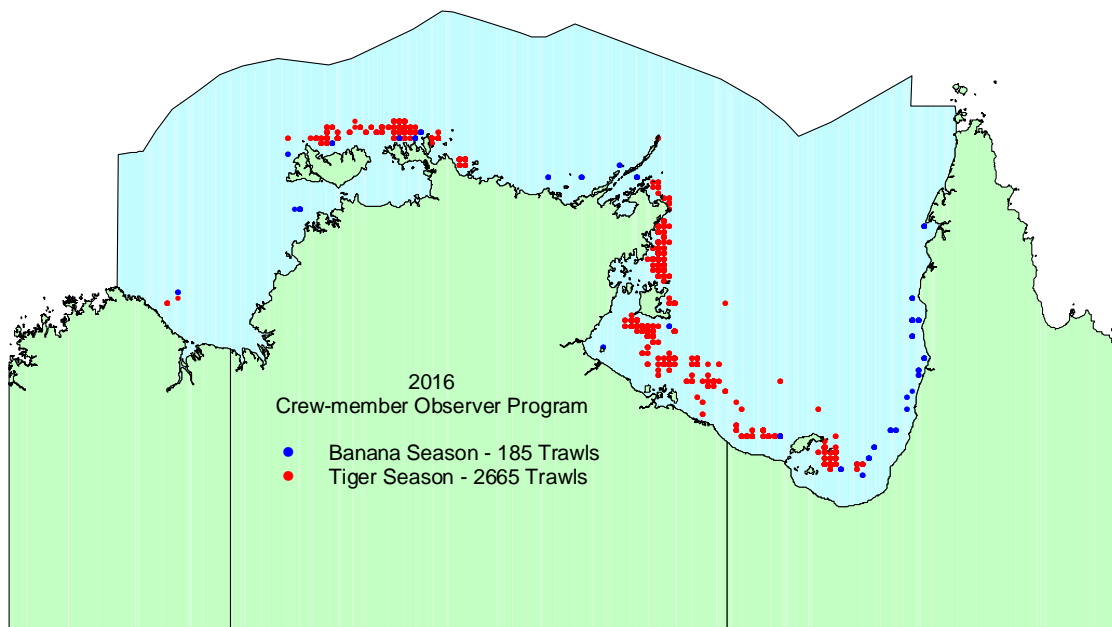 2016
Crew-member Observer Program
Banana Season - 185 Trawls
Tiger Season - 2665 Trawls